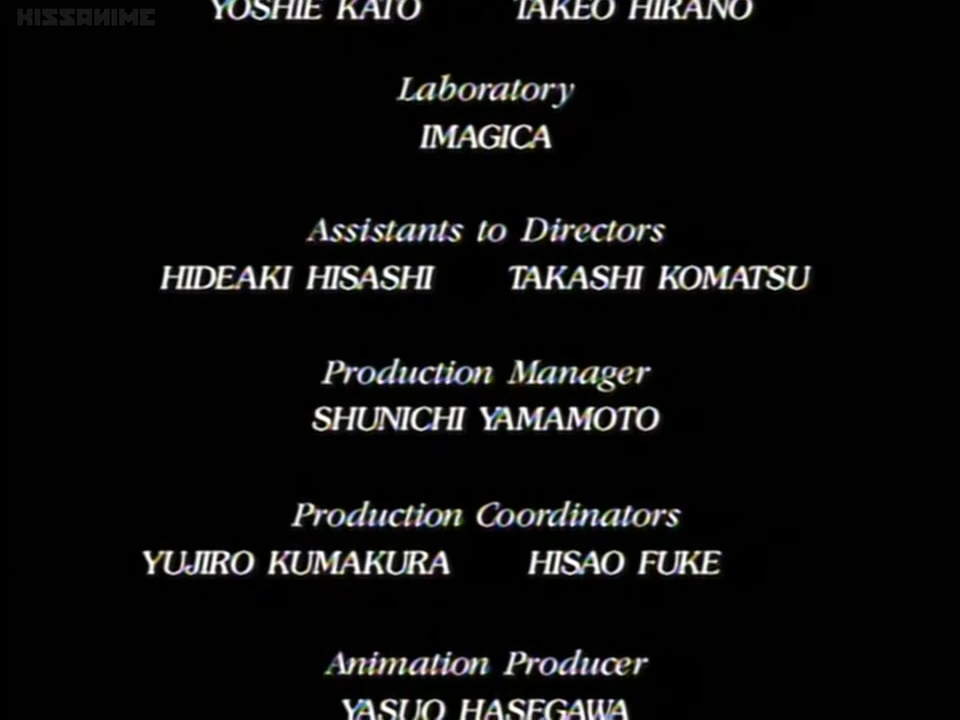 KISSANIME
YOSHIE KATO TAKEO HIRANO
Laboratory
IMAGICA
Assistants to Directors
HIDEAKI HISASHI TAKASHI KOMATSU
Production Manager
SHUNICHI YAMAMOTO
Production Coordinators
YUJIRO KUMAKURA HISAO FUKE
Animation Producer
YASUO HASEGAWA